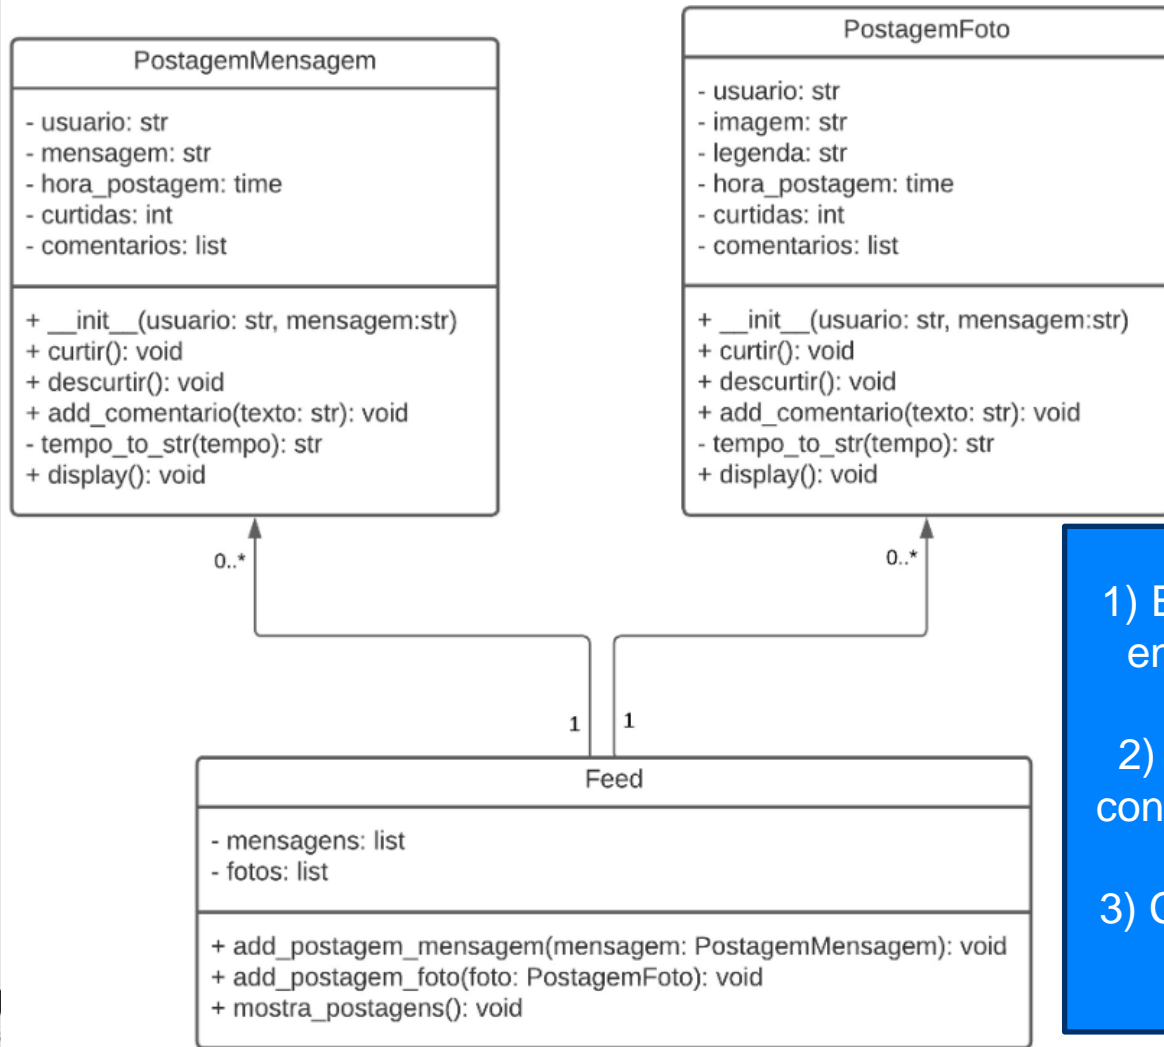 PostagemMensagem
- usuario: str
- mensagem: str
- hora_postagem: time
- curtidas: int
- comentarios: list
+ __init__(usuario: str, mensagem:str)
+ curtir(): void
+ descurtir(): void
+ add_comentario(texto: str): void
- tempo_to_str(tempo): str
+ display(): void
PostagemFoto
- usuario: str
- imagem: str
- legenda: str
- hora_postagem: time
- curtidas: int
- comentarios: list
+ __init__(usuario: str, mensagem:str)
+ curtir(): void
+ descurtir(): void
+ add_comentario(texto: str): void
- tempo_to_str(tempo): str
+ display(): void
0..*
0..*
1
1
Feed
- mensagens: list
- fotos: list
+ add_postagem_mensagem(mensagem: PostagemMensagem): void
+ add_postagem_foto(foto: PostagemFoto): void
+ mostra_postagens(): void
1)
2)
3)